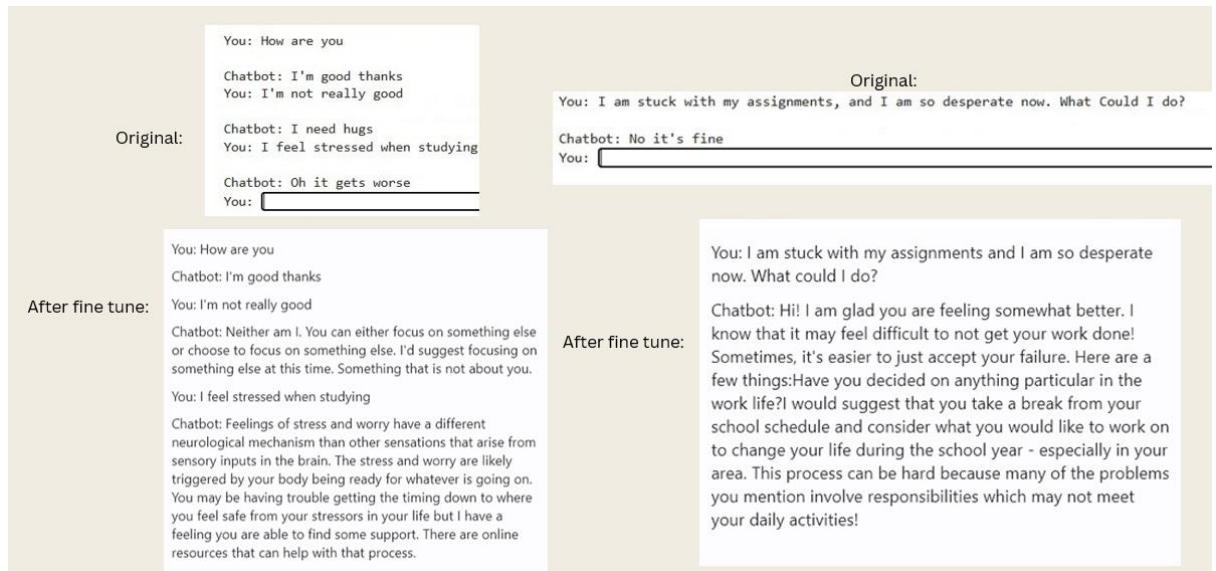 Original:
You: How are you
Chatbot: I'm good thanks
You: I'm not really good
Chatbot: I need hugs
You: I feel stressed when studying
Chatbot: Oh it gets worse
You:
Original:
You: I am stuck with my assignments, and I am so desperate now. What Could I do?
Chatbot: No it's fine
You:
After fine tune:
You: How are you
Chatbot: I'm good thanks
You: I'm not really good
Chatbot: Neither am I. You can either focus on something else
or choose to focus on something else. I'd suggest focusing on
something else at this time. Something that is not about you.
You: I feel stressed when studying
Chatbot: Feelings of stress and worry have a different
neurological mechanism than other sensations that arise from
sensory inputs in the brain. The stress and worry are likely
triggered by your body being ready for whatever is going on.
You may be having trouble getting the timing down to where
you feel safe from your stressors in your life but I have a
feeling you are able to find some support. There are online
resources that can help with that process.
After fine tune:
You: I am stuck with my assignments and I am so desperate
now. What could I do?
Chatbot: Hi! I am glad you are feeling somewhat better. I
know that it may feel difficult to not get your work done!
Sometimes, it's easier to just accept your failure. Here are a
few things:Have you decided on anything particular in the
work life?I would suggest that you take a break from your
school schedule and consider what you would like to work on
to change your life during the school year - especially in your
area. This process can be hard because many of the problems
you mention involve responsibilities which may not meet
your daily activities!